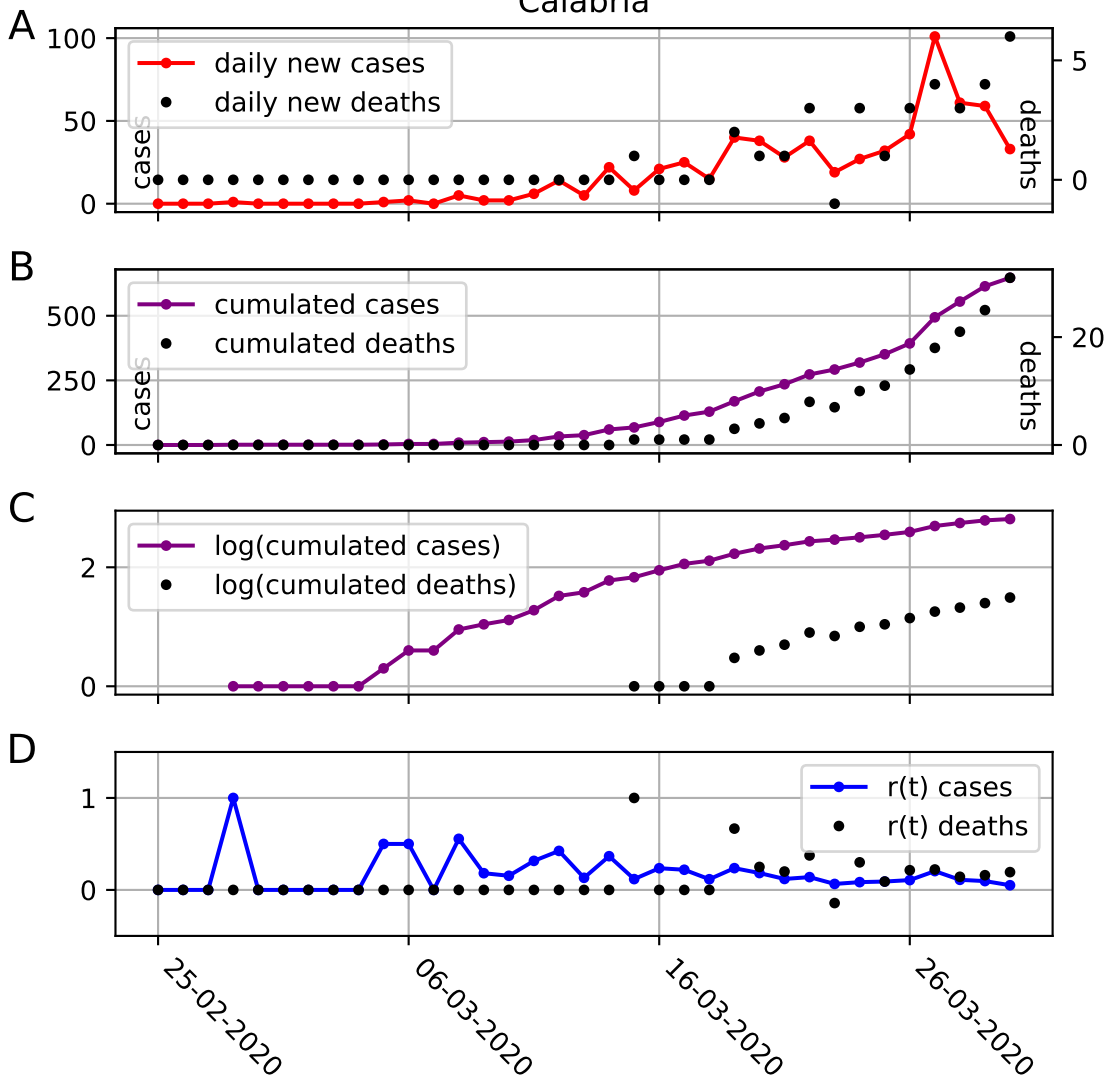 Calabria
A
100
50
0
cases
daily new cases
daily new deaths
5
0
deaths
B
500
250
0
cases
cumulated cases
cumulated deaths
20
0
deaths
C
2
0
log(cumulated cases)
log(cumulated deaths)
D
1
0
r(t) cases
r(t) deaths
25-02-2020
06-03-2020
16-03-2020
26-03-2020